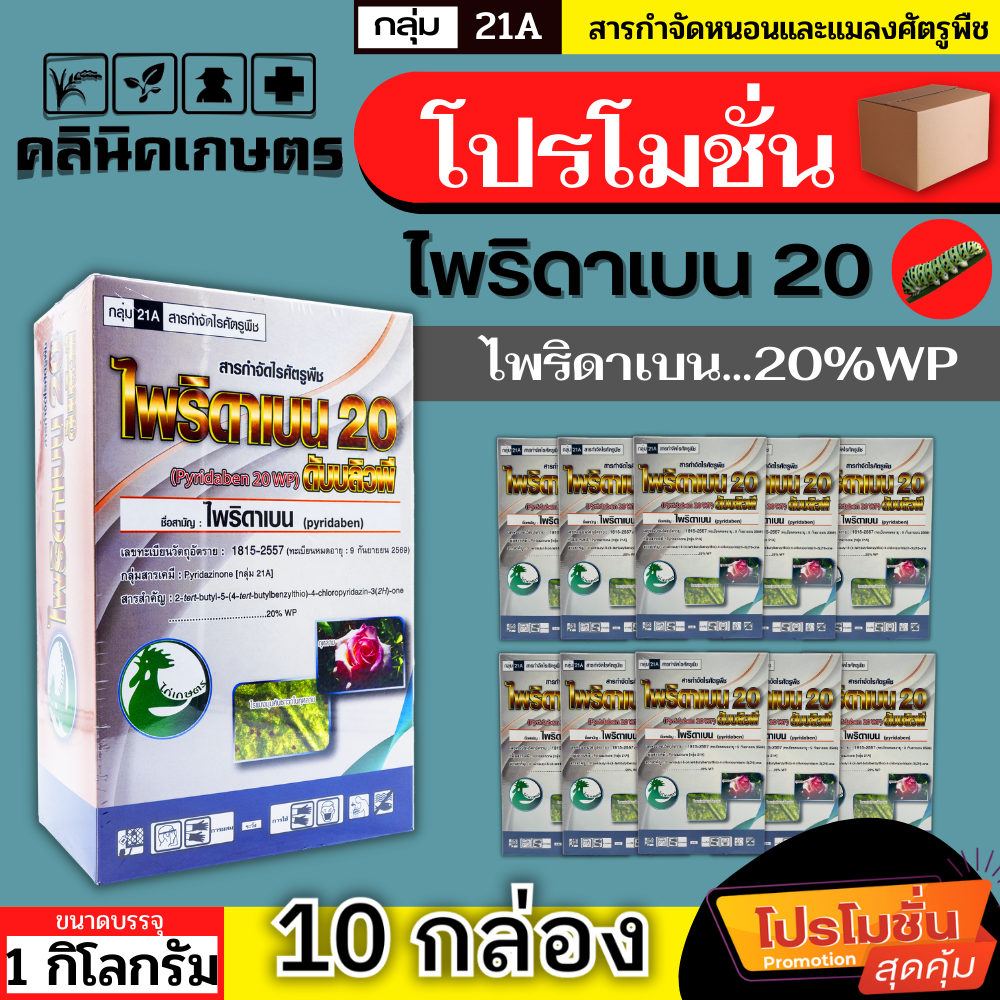 กลุ่ม 21A สารกำจัดหนอนและแมลงศัตรูพืช
คลินิคเกษตร
โปรโมชั่น
ไพริดาเบน 20
ไพริดาเบน...20%WP
กลุ่ม 21A สารกำจัดไรศัตรูพืช
สารกำจัดไรศัตรูพืช
ไพริดาเบน 20
(Pyridaben 20 WP) ดับบลิวพี
ชื่อสามัญ : ไพริดาเบน (pyridaben)
เลขทะเบียนวัตถุอัตราย : 1815-2557 (ทะเบียนหมดอายุ : 9 กันยายน 2569)
กลุ่มสารเคมี : Pyridazinone [กลุ่ม 21A]
สารสำคัญ : 2-tert-butyl-5-(4-tert-butylbenzylthio)-4-chloropyridazin-3(2H)-one
20% WP
กุหลาบ
ไก่เกษตร
ขนาดบรรจุ
1 กิโลกรัม
10 กล่อง
โปรโมชั่น
Promotion
สุดคุ้ม